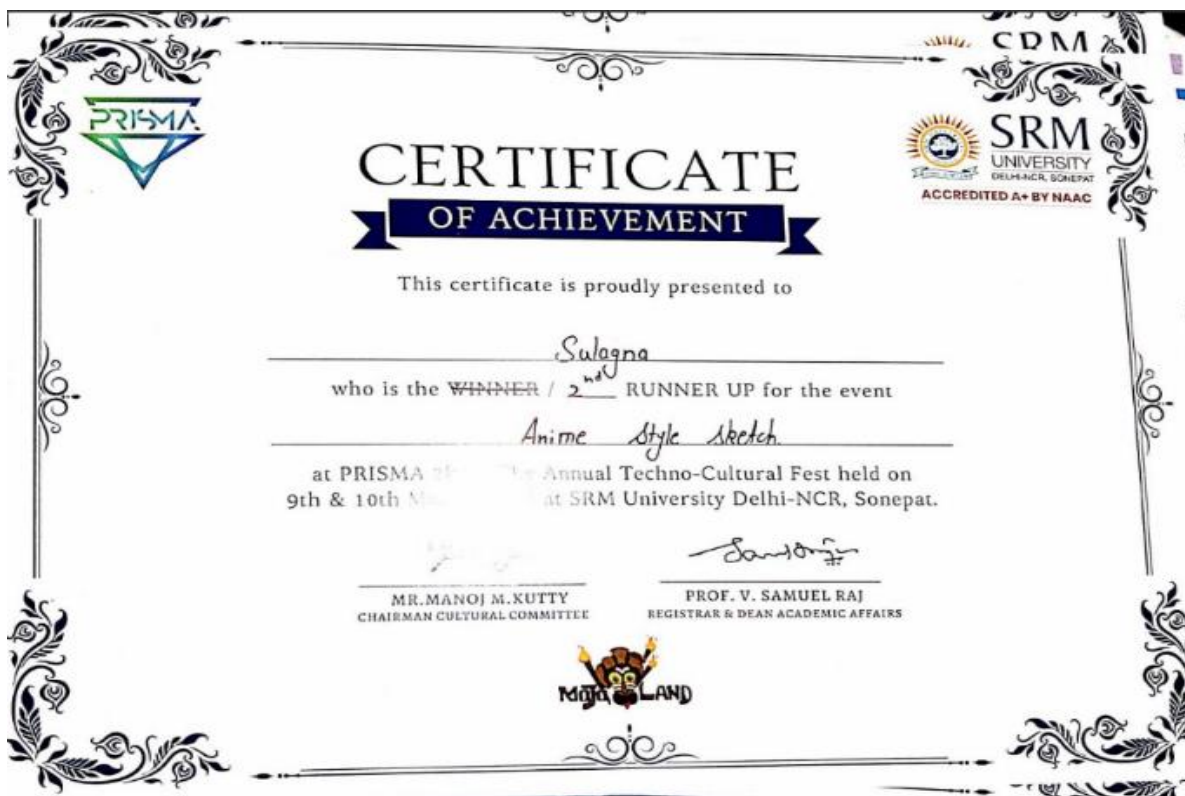 SRM
PRISMA
SRM
UNIVERSITY
DELHI-NCR, SONEPAT
ACCREDITED A+ BY NAAC
CERTIFICATE
OF ACHIEVEMENT
This certificate is proudly presented to
Sulagna
who is the WINNER / 2nd RUNNER UP for the event
Anime Style Sketch
at PRISMA Annual Techno-Cultural Fest held on
9th & 10th at SRM University Delhi-NCR, Sonepat.
MR.MANOJ M.KUTTY
CHAIRMAN CULTURAL COMMITTEE
PROF. V. SAMUEL RAJ
REGISTRAR & DEAN ACADEMIC AFFAIRS
LAND